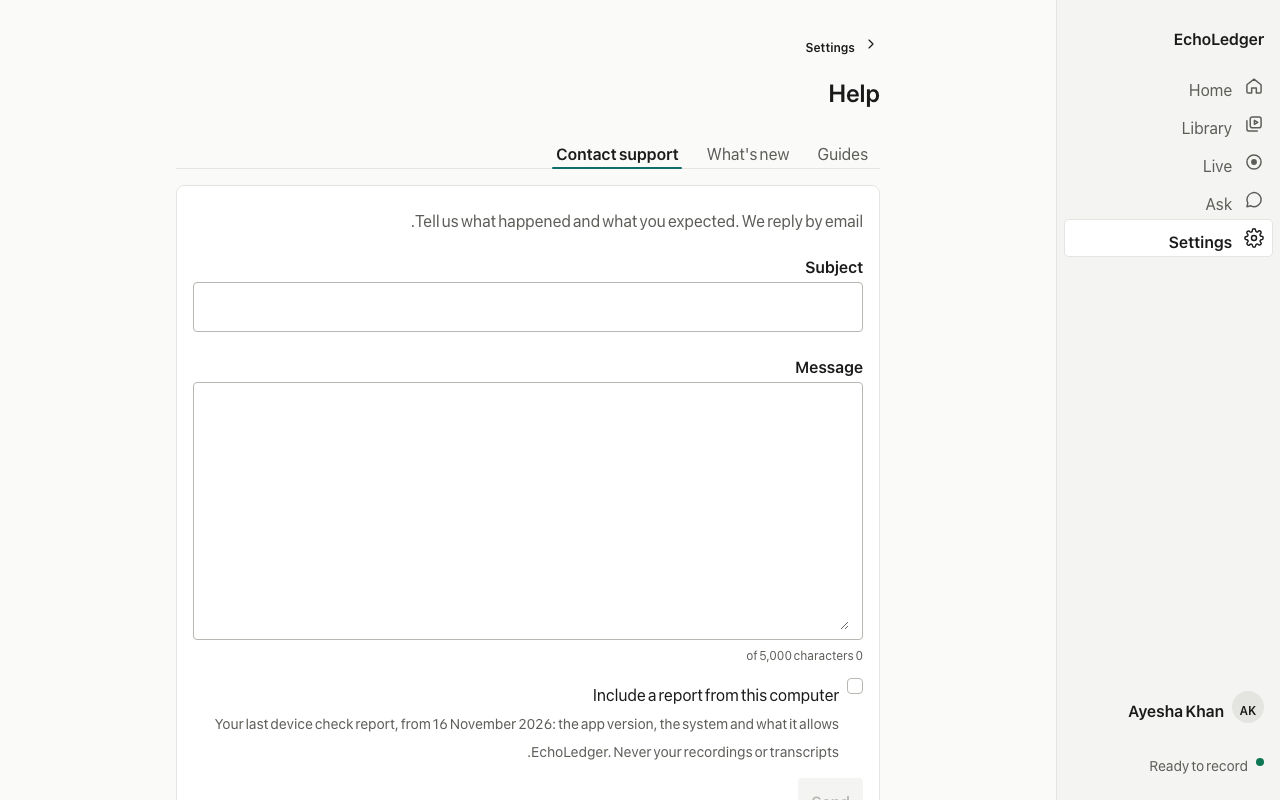 EchoLedger
Home
Library
Live
Ask
Settings
Ayesha Khan
AK
Ready to record
Settings
Help
Contact support
What's new
Guides
.Tell us what happened and what you expected. We reply by email
Subject
Message
of 5,000 characters 0
Include a report from this computer
Your last device check report, from 16 November 2026: the app version, the system and what it allows
.EchoLedger. Never your recordings or transcripts
Send